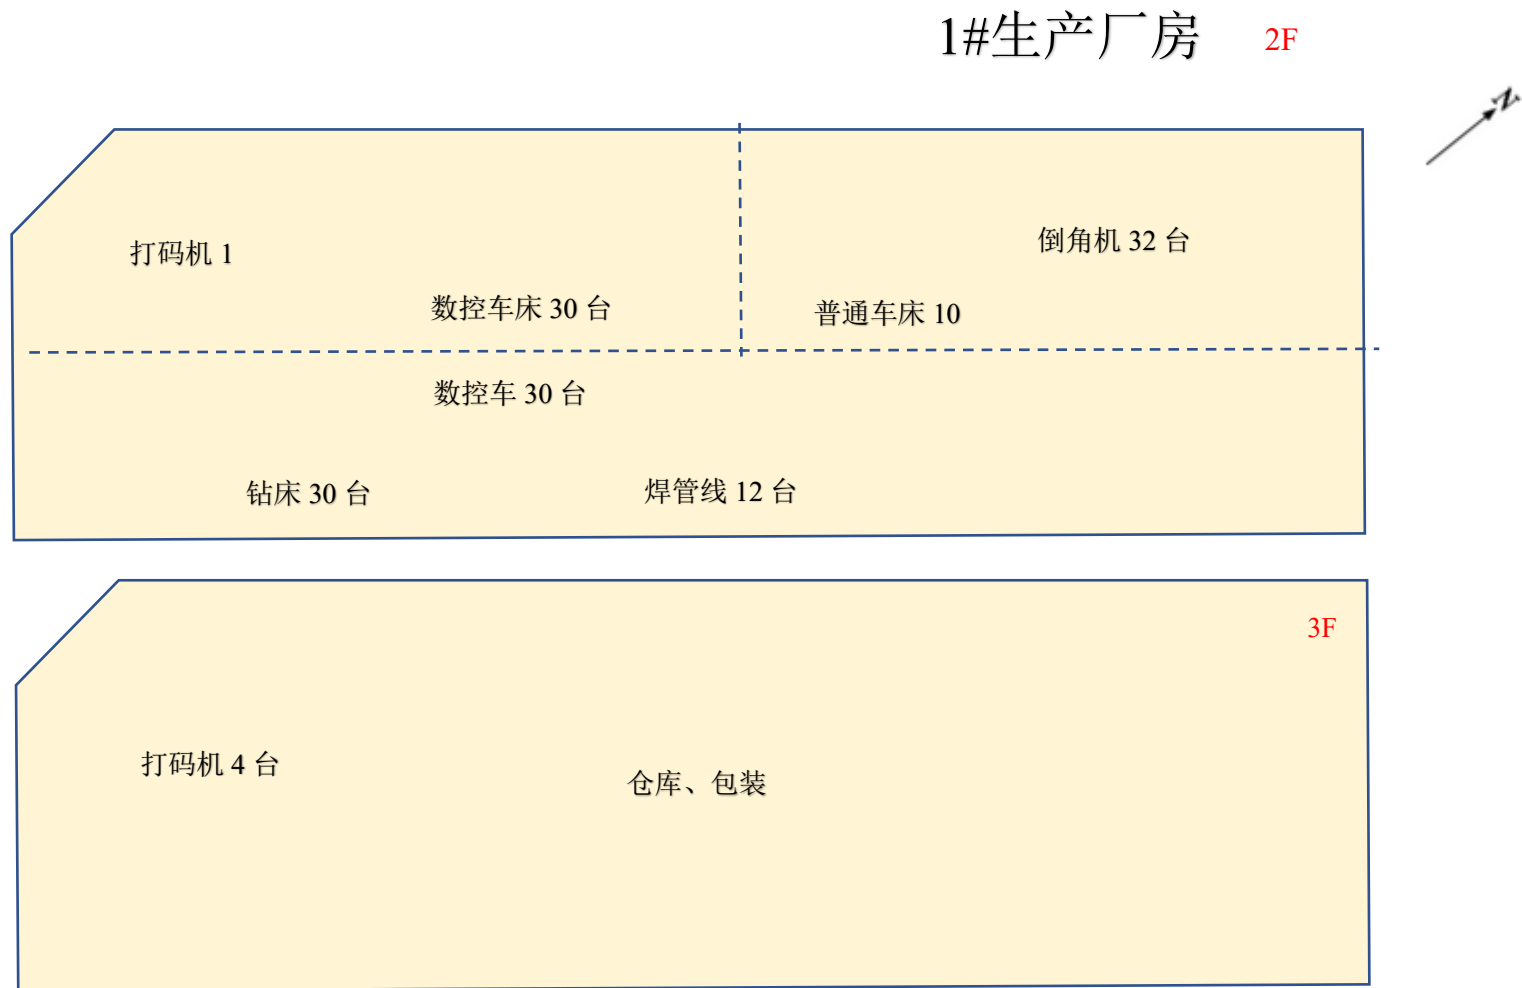 1#生产厂房 2F
N
打码机 1
倒角机 32 台
数控车床 30 台
普通车床 10
数控车 30 台
钻床 30 台
焊管线 12 台
3F
打码机 4 台
仓库、包装